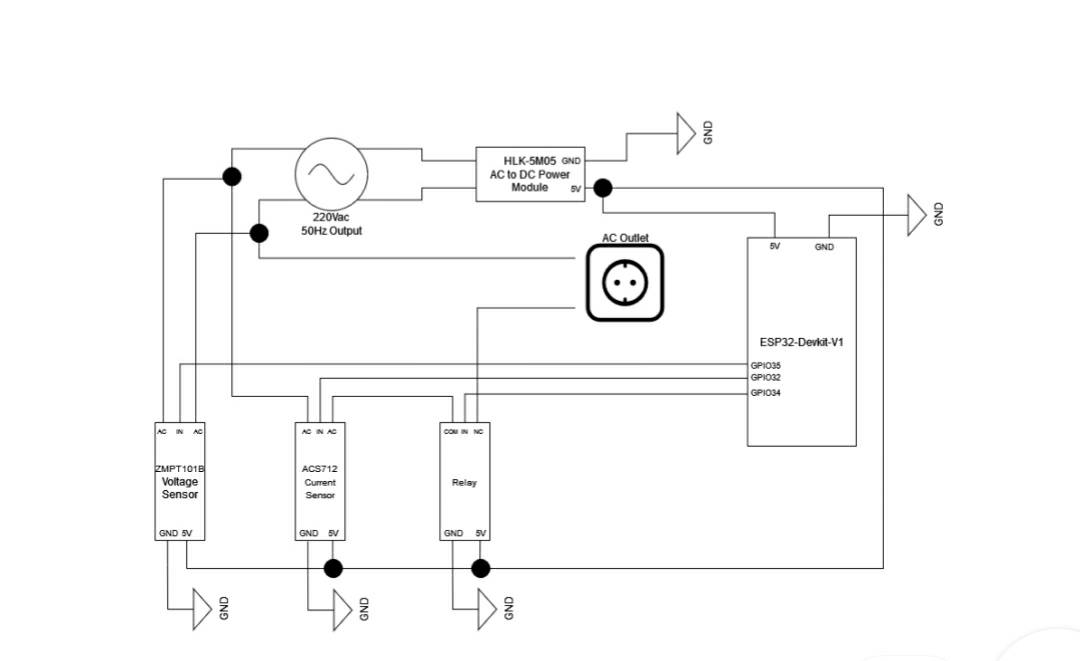 HLK-5M05 GND
AC to DC Power
Module 5V
GND
220Vac
50Hz Output
AC Outlet
GND
5V GND
ESP32-Devkit-V1
GPIO35
GPIO32
GPIO34
AC IN AC
ZMPT101B
Voltage
Sensor
GND 5V
AC IN AC
ACS712
Current
Sensor
GND 5V
COM IN NC
Relay
GND 5V
GND
GND
GND